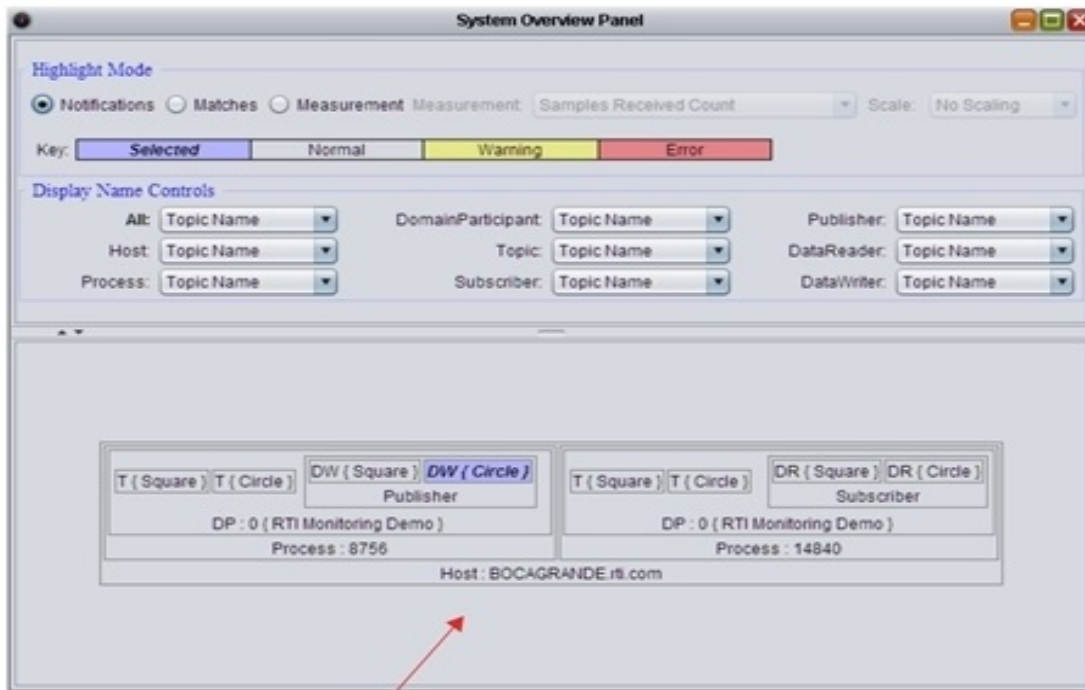 System Overview Panel
Highlight Mode
Notifications Matches Measurement Measurement: Samples Received Count Scale: No Scaling
Key: Selected Normal Warning Error
Display Name Controls
All: Topic Name DomainParticipant: Topic Name Publisher: Topic Name
Host: Topic Name Topic: Topic Name DataReader: Topic Name
Process: Topic Name Subscriber: Topic Name DataWriter: Topic Name
T { Square } T { Circle } DW { Square } DW { Circle } T { Square } T { Circle } DR { Square } DR { Circle }
Publisher Subscriber
DP : 0 { RTI Monitoring Demo } DP : 0 { RTI Monitoring Demo }
Process : 8756 Process : 14840
Host : BOCAGRANDE.rti.com